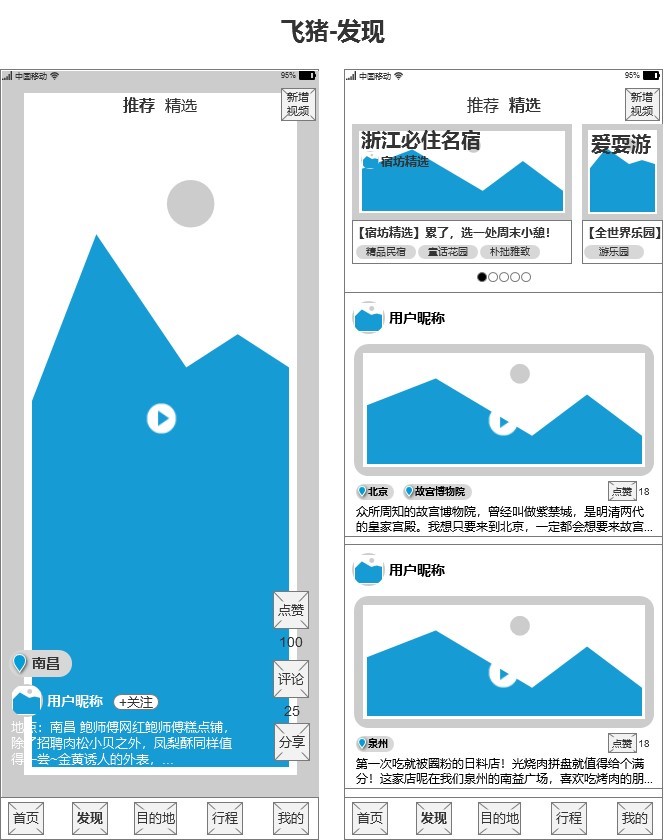 飞猪-发现
中国移动
95%
推荐 精选
新增
视频
点赞
100
评论
25
分享
南昌
用户昵称
+关注
地点：南昌 鲍师傅网红鲍师傅糕点铺，
除了招聘肉松小贝之外，凤梨酥同样值
得一尝~金黄诱人的外表，...
首页 发现 目的地 行程 我的
中国移动
95%
推荐 精选
新增
视频
浙江必住名宿
宿坊精选
【宿坊精选】累了，选一处周末小憩！
精品民宿 童话花园 朴拙雅致
爱耍游
【全世界乐园】
游乐园
用户昵称
北京 故宫博物院
点赞 18
众所周知的故宫博物院，曾经叫做紫禁城，是明清两代
的皇家宫殿。我想只要来到北京，一定都会想要来故宫...
用户昵称
泉州
点赞 18
第一次吃就被圈粉的日料店！光烧肉拼盘就值得给个满
分！这家店呢在我们泉州的南益广场，喜欢吃烤肉的朋...
首页 发现 目的地 行程 我的